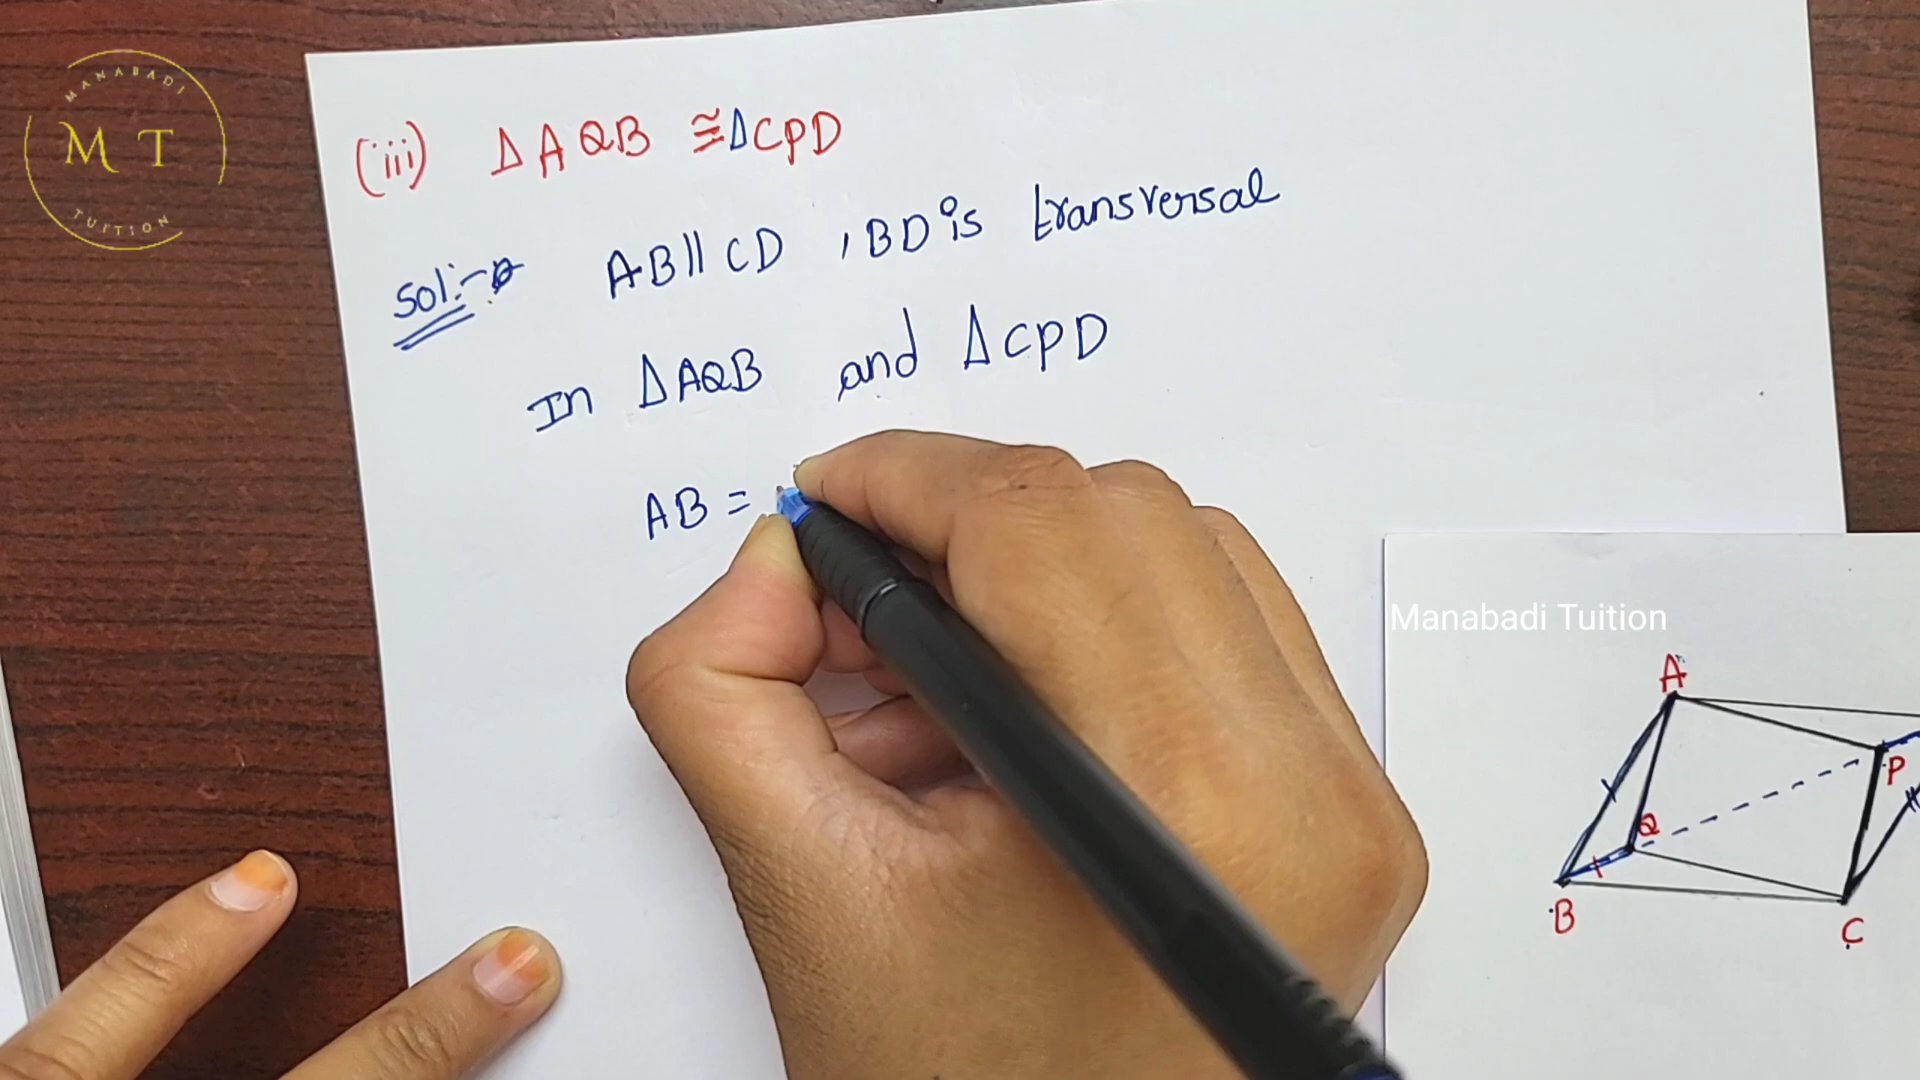 MANABADI
M T
TUITION
(iii) ΔAQB ≅ ΔCPD
Sol:- AB || CD , BD is transversal
In ΔAQB and ΔCPD
AB =
Manabadi Tuition
A
P
Q
B
C